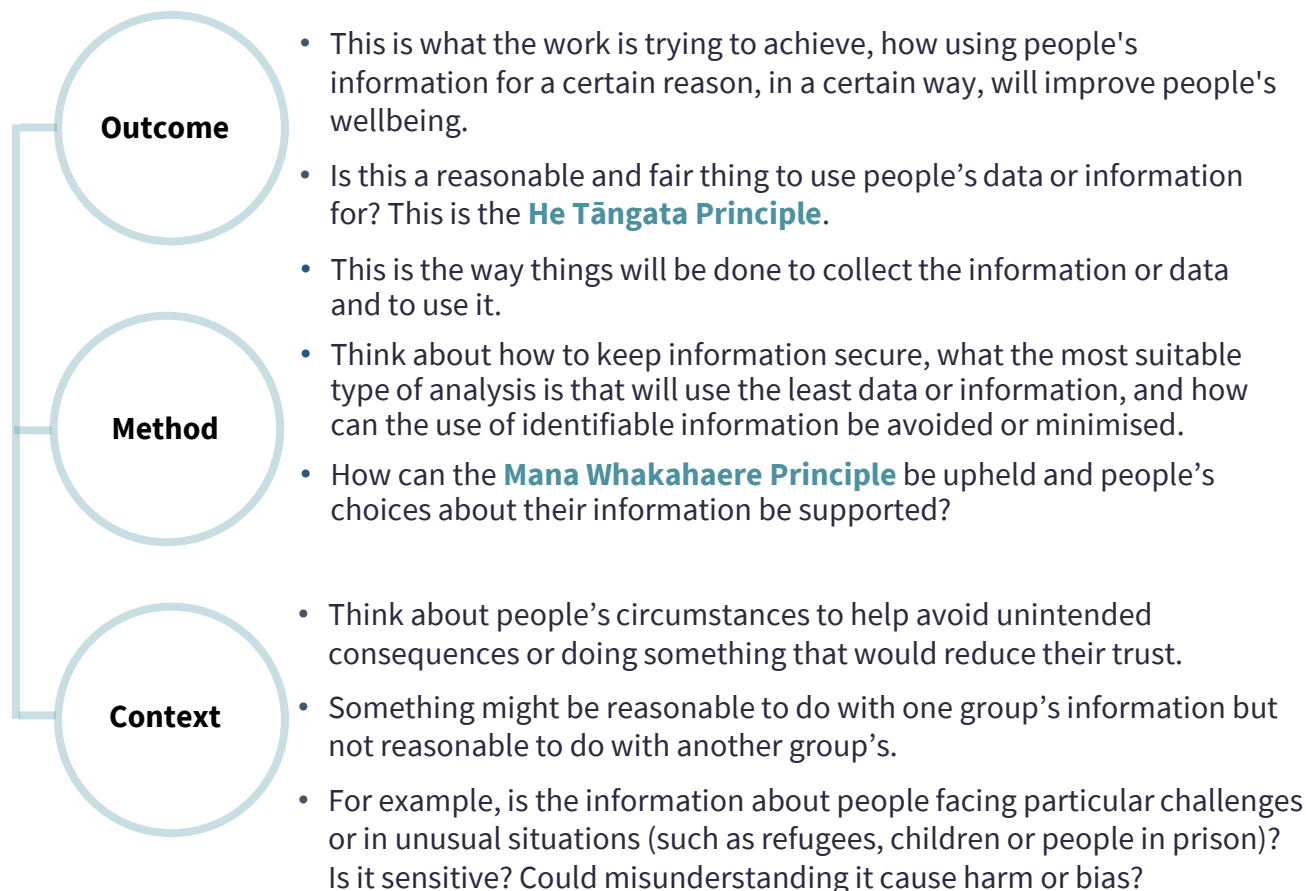 • This is what the work is trying to achieve, how using people's
information for a certain reason, in a certain way, will improve people's
wellbeing.
Outcome
• Is this a reasonable and fair thing to use people’s data or information
for? This is the He Tāngata Principle.
• This is the way things will be done to collect the information or data
and to use it.
• Think about how to keep information secure, what the most suitable
type of analysis is that will use the least data or information, and how
can the use of identifiable information be avoided or minimised.
Method
• How can the Mana Whakahaere Principle be upheld and people’s
choices about their information be supported?
• Think about people’s circumstances to help avoid unintended
consequences or doing something that would reduce their trust.
Context
• Something might be reasonable to do with one group’s information but
not reasonable to do with another group’s.
• For example, is the information about people facing particular challenges
or in unusual situations (such as refugees, children or people in prison)?
Is it sensitive? Could misunderstanding it cause harm or bias?